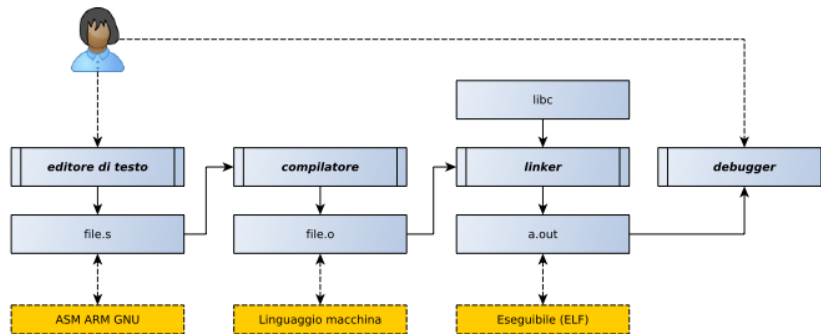 libc
editore di testo
compilatore
linker
debugger
file.s
file.o
a.out
ASM ARM GNU
Linguaggio macchina
Eseguibile (ELF)